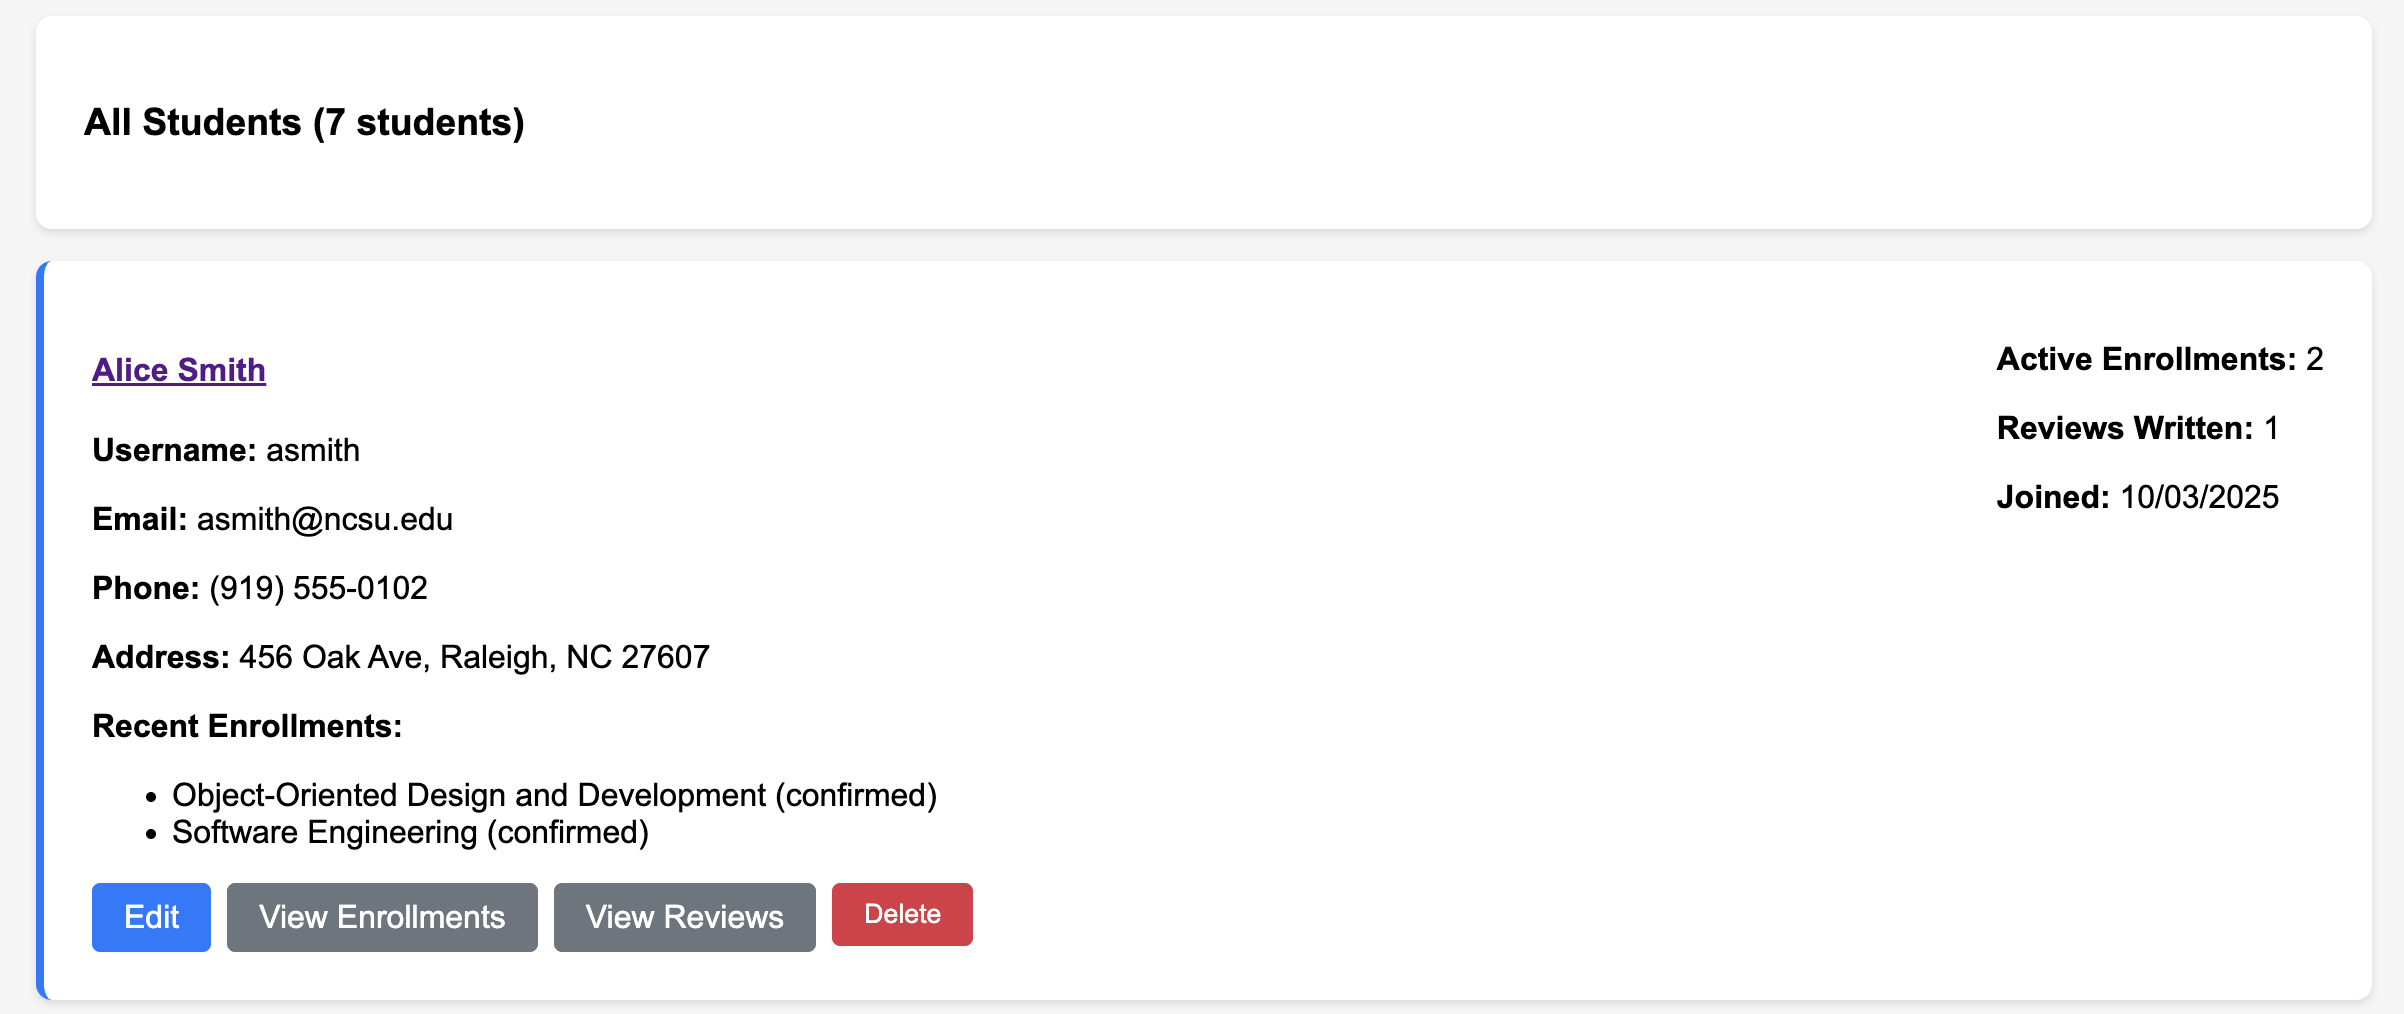 All Students (7 students)
Alice Smith
Username: asmith
Email: asmith@ncsu.edu
Phone: (919) 555-0102
Address: 456 Oak Ave, Raleigh, NC 27607
Recent Enrollments:
Object-Oriented Design and Development (confirmed)
Software Engineering (confirmed)
Edit
View Enrollments
View Reviews
Delete
Active Enrollments: 2
Reviews Written: 1
Joined: 10/03/2025